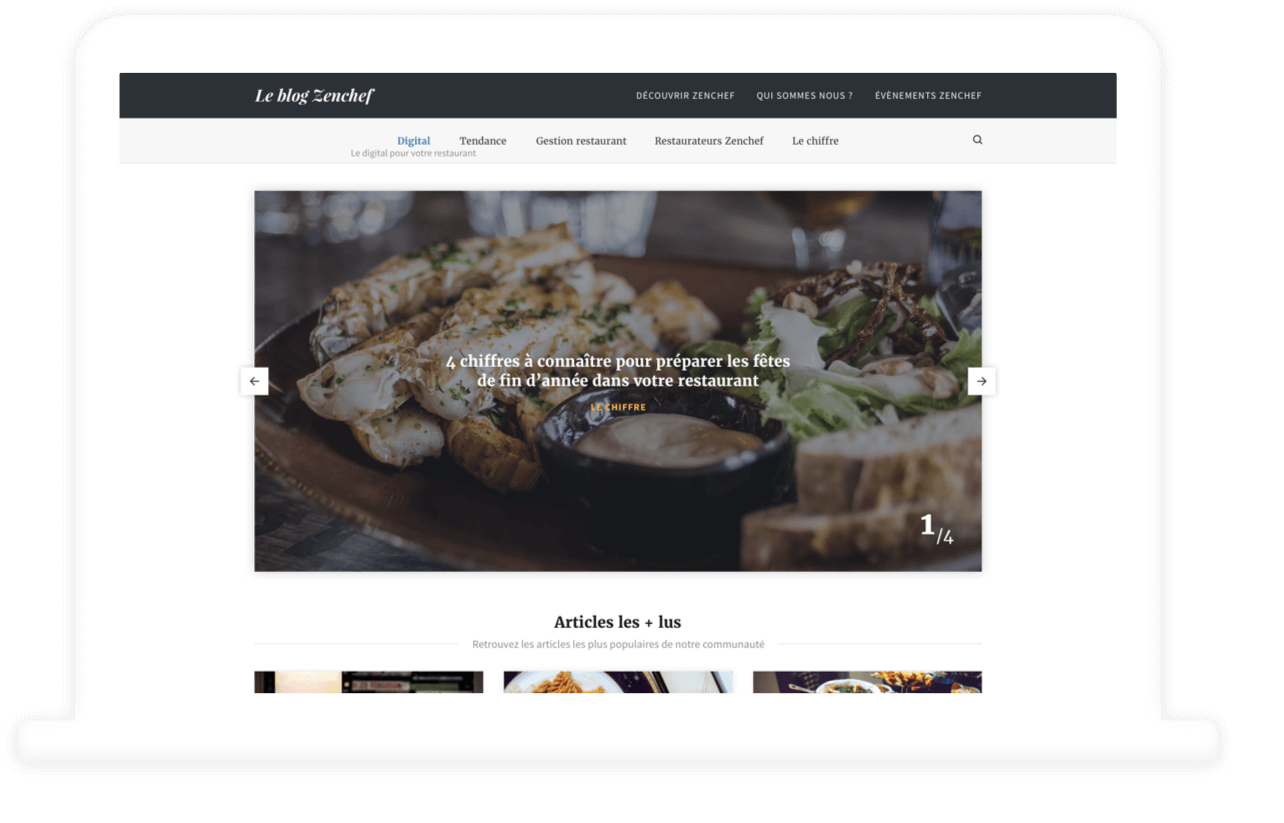 Le blog Zenchef
DÉCOUVRIR ZENCHEF QUI SOMMES NOUS ? ÉVÈNEMENTS ZENCHEF
Digital Tendance Gestion restaurant Restaurateurs Zenchef Le chiffre
Le digital pour votre restaurant
4 chiffres à connaître pour préparer les fêtes
de fin d’année dans votre restaurant
LE CHIFFRE
1/4
Articles les + lus
Retrouvez les articles les plus populaires de notre communauté